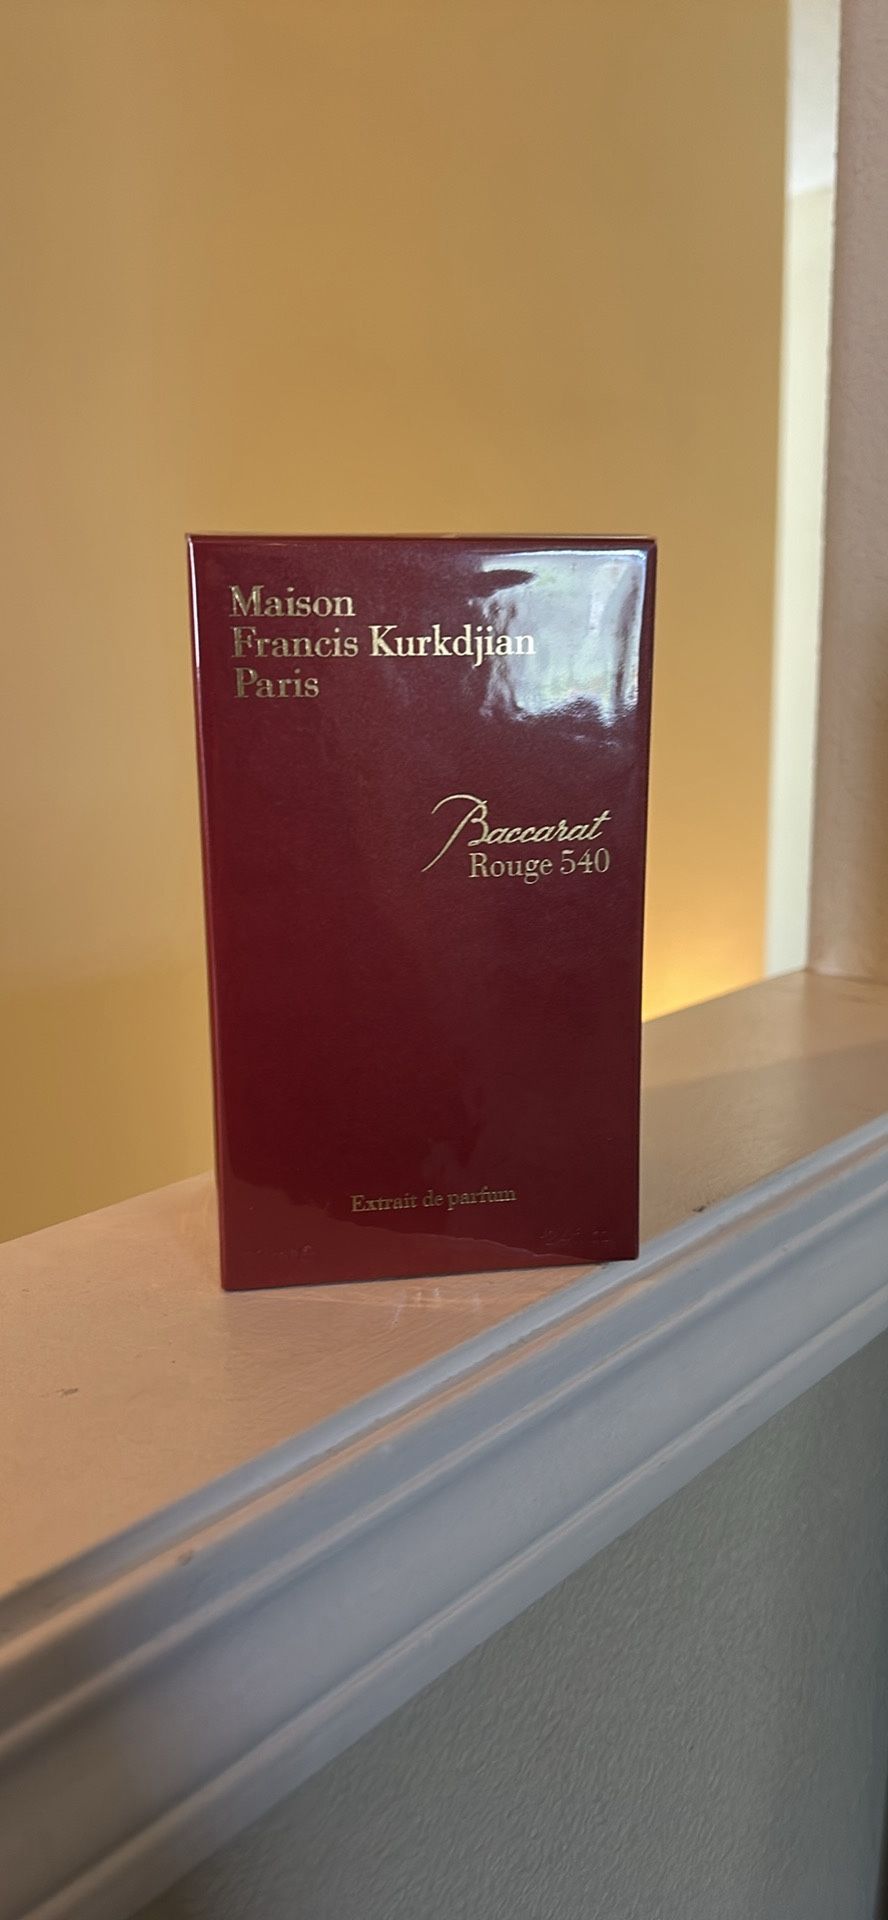 Maison
Francis Kurkdjian
Paris
Baccarat
Rouge 540
Extrait de parfum